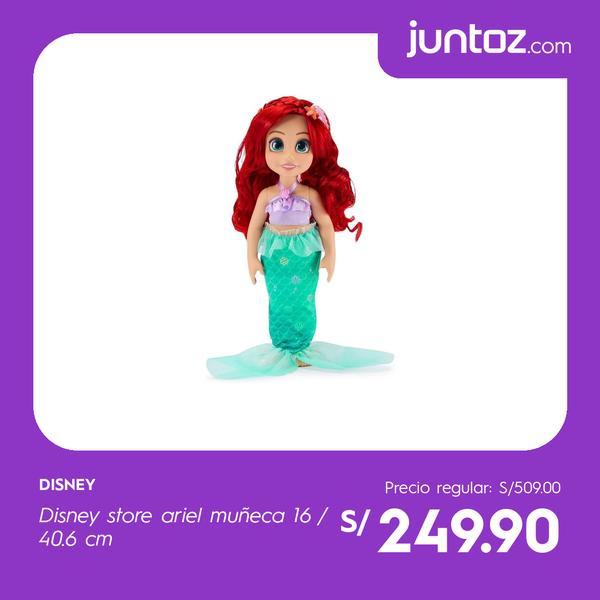 juntoz.com
DISNEY
Disney store ariel muñeca 16 /
40.6 cm
Precio regular: S/509.00
S/ 249.90